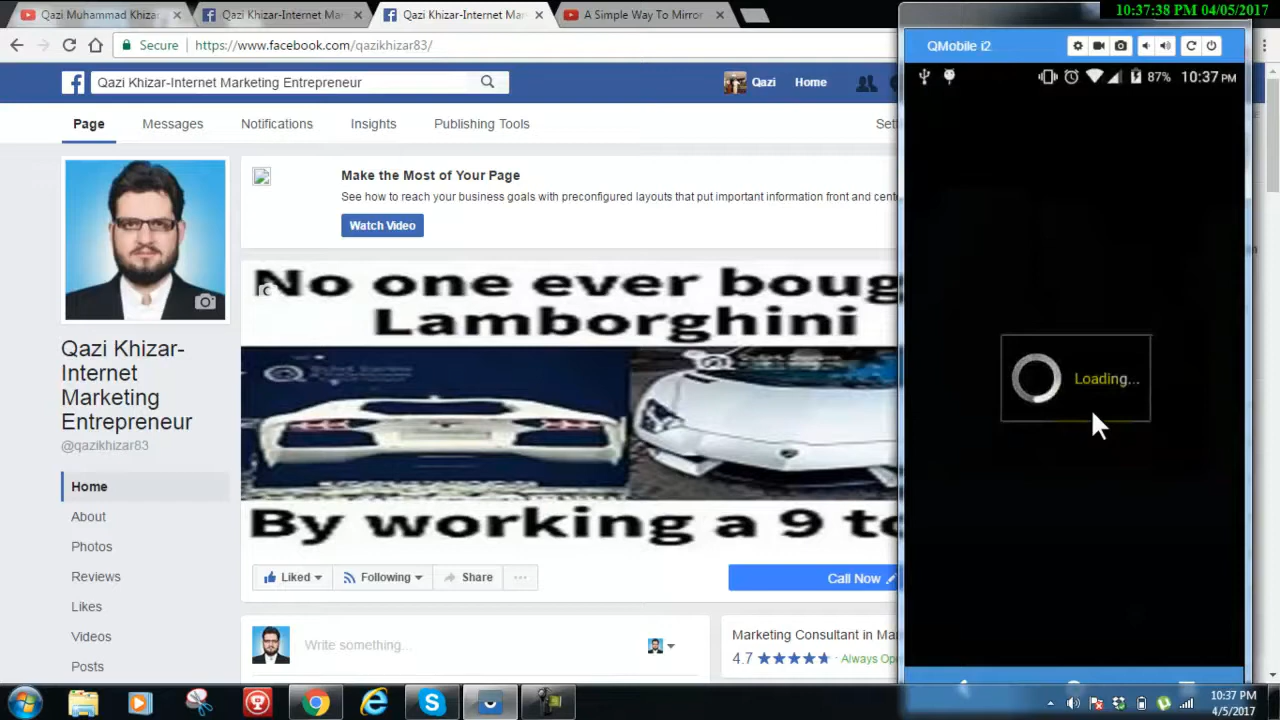 10:37:38 PM 04/05/2017
Qazi Muhammad Khizar
Qazi Khizar-Internet Mar
Qazi Khizar-Internet Mar
A Simple Way To Mirror
Secure
https://www.facebook.com/qazikhizar83/
QMobile i2
87%
10:37 PM
Qazi Khizar-Internet Marketing Entrepreneur
Qazi
Home
Page
Messages
Notifications
Insights
Publishing Tools
Sett
Make the Most of Your Page
See how to reach your business goals with preconfigured layouts that put important information front and cente
Watch Video
No one ever boug
Lamborghini
By working a 9 to
Loading...
Qazi Khizar-
Internet
Marketing
Entrepreneur
@qazikhizar83
Home
About
Photos
Reviews
Likes
Videos
Posts
Liked
Following
Share
Call Now
Write something...
Marketing Consultant in Ma
4.7
Always Ope
10:37 PM
4/5/2017